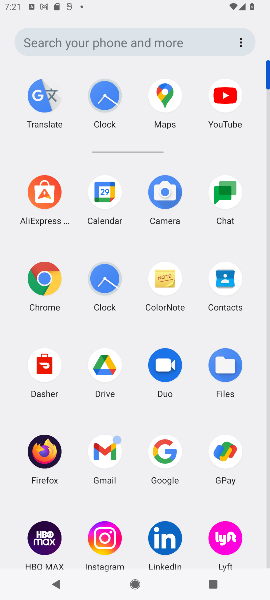 7:21
Search your phone and more
Translate Clock Maps YouTube
AliExpress ... Calendar Camera Chat
Chrome Clock ColorNote Contacts
Dasher Drive Duo Files
Firefox Gmail Google GPay
HBO MAX Instagram LinkedIn Lyft